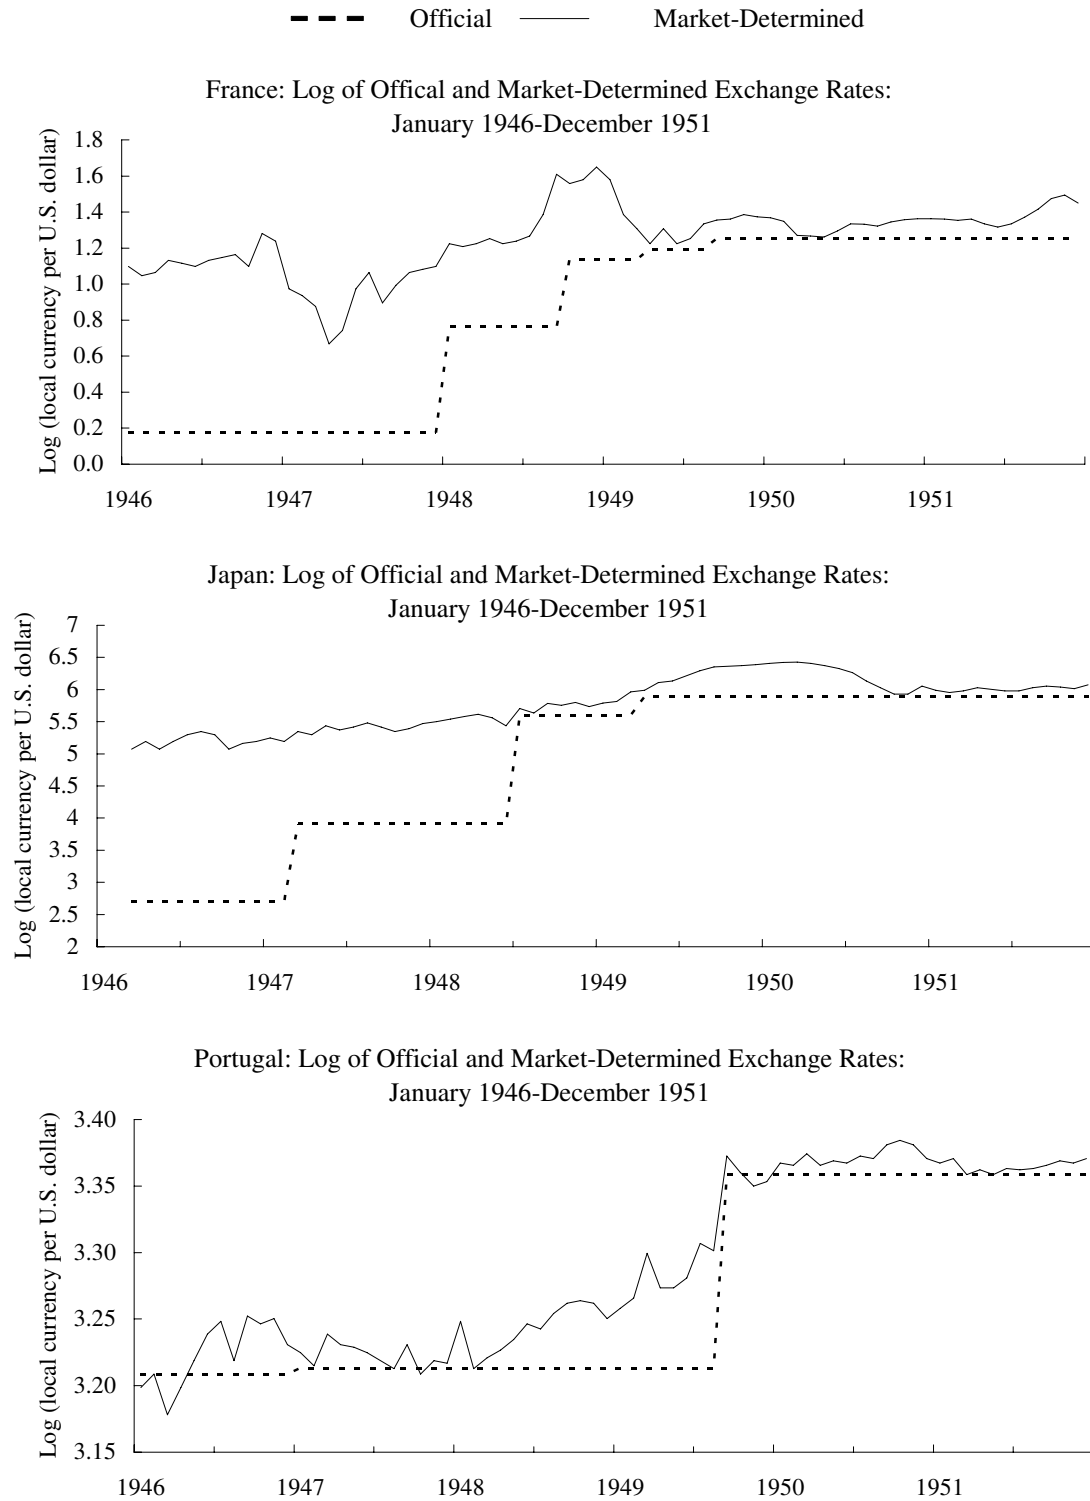 Official Market-Determined
France: Log of Offical and Market-Determined Exchange Rates:
January 1946-December 1951
Log (local currency per U.S. dollar)
1.8
1.6
1.4
1.2
1.0
0.8
0.6
0.4
0.2
0.0
1946 1947 1948 1949 1950 1951
Japan: Log of Official and Market-Determined Exchange Rates:
January 1946-December 1951
Log (local currency per U.S. dollar)
7
6.5
6
5.5
5
4.5
4
3.5
3
2.5
2
1946 1947 1948 1949 1950 1951
Portugal: Log of Official and Market-Determined Exchange Rates:
January 1946-December 1951
Log (local currency per U.S. dollar)
3.40
3.35
3.30
3.25
3.20
3.15
1946 1947 1948 1949 1950 1951